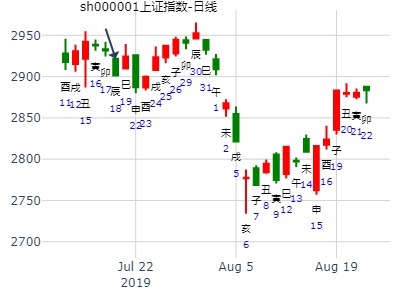 sh000001上证指数-日线
2950
2900
2850
2800
2750
2700
酉 11
戌 12
丑 15
寅 16
卯 17
辰 18
巳 19
申 22
酉 23
戌 24
亥 25
子 26
卯 29
辰 30
巳 31
午 1
未 2
戌 5
亥 6
子 7
丑 8
寅 9
巳 12
午 13
未 14
申 15
酉 16
子 19
丑 20
寅 21
卯 22
Jul 22
2019
Aug 5
Aug 19